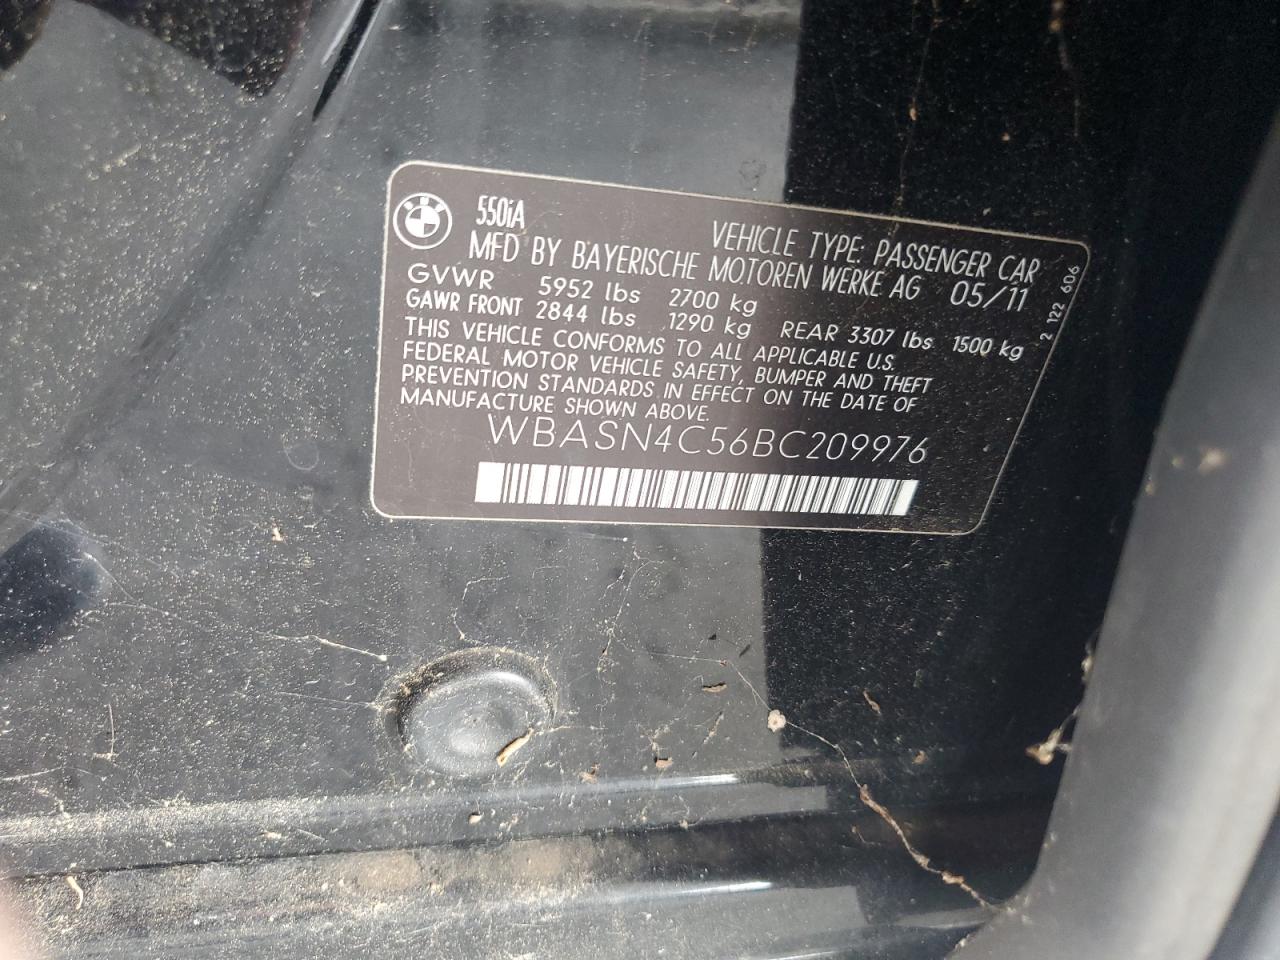 550iA
VEHICLE TYPE: PASSENGER CAR
MFD BY BAYERISCHE MOTOREN WERKE AG 05/11
GVWR 5952 lbs 2700 kg
GAWR FRONT 2844 lbs 1290 kg REAR 3307 lbs 1500 kg
THIS VEHICLE CONFORMS TO ALL APPLICABLE U.S.
FEDERAL MOTOR VEHICLE SAFETY, BUMPER AND THEFT
PREVENTION STANDARDS IN EFFECT ON THE DATE OF
MANUFACTURE SHOWN ABOVE.
WBASN4C56BC209976
2 122 606